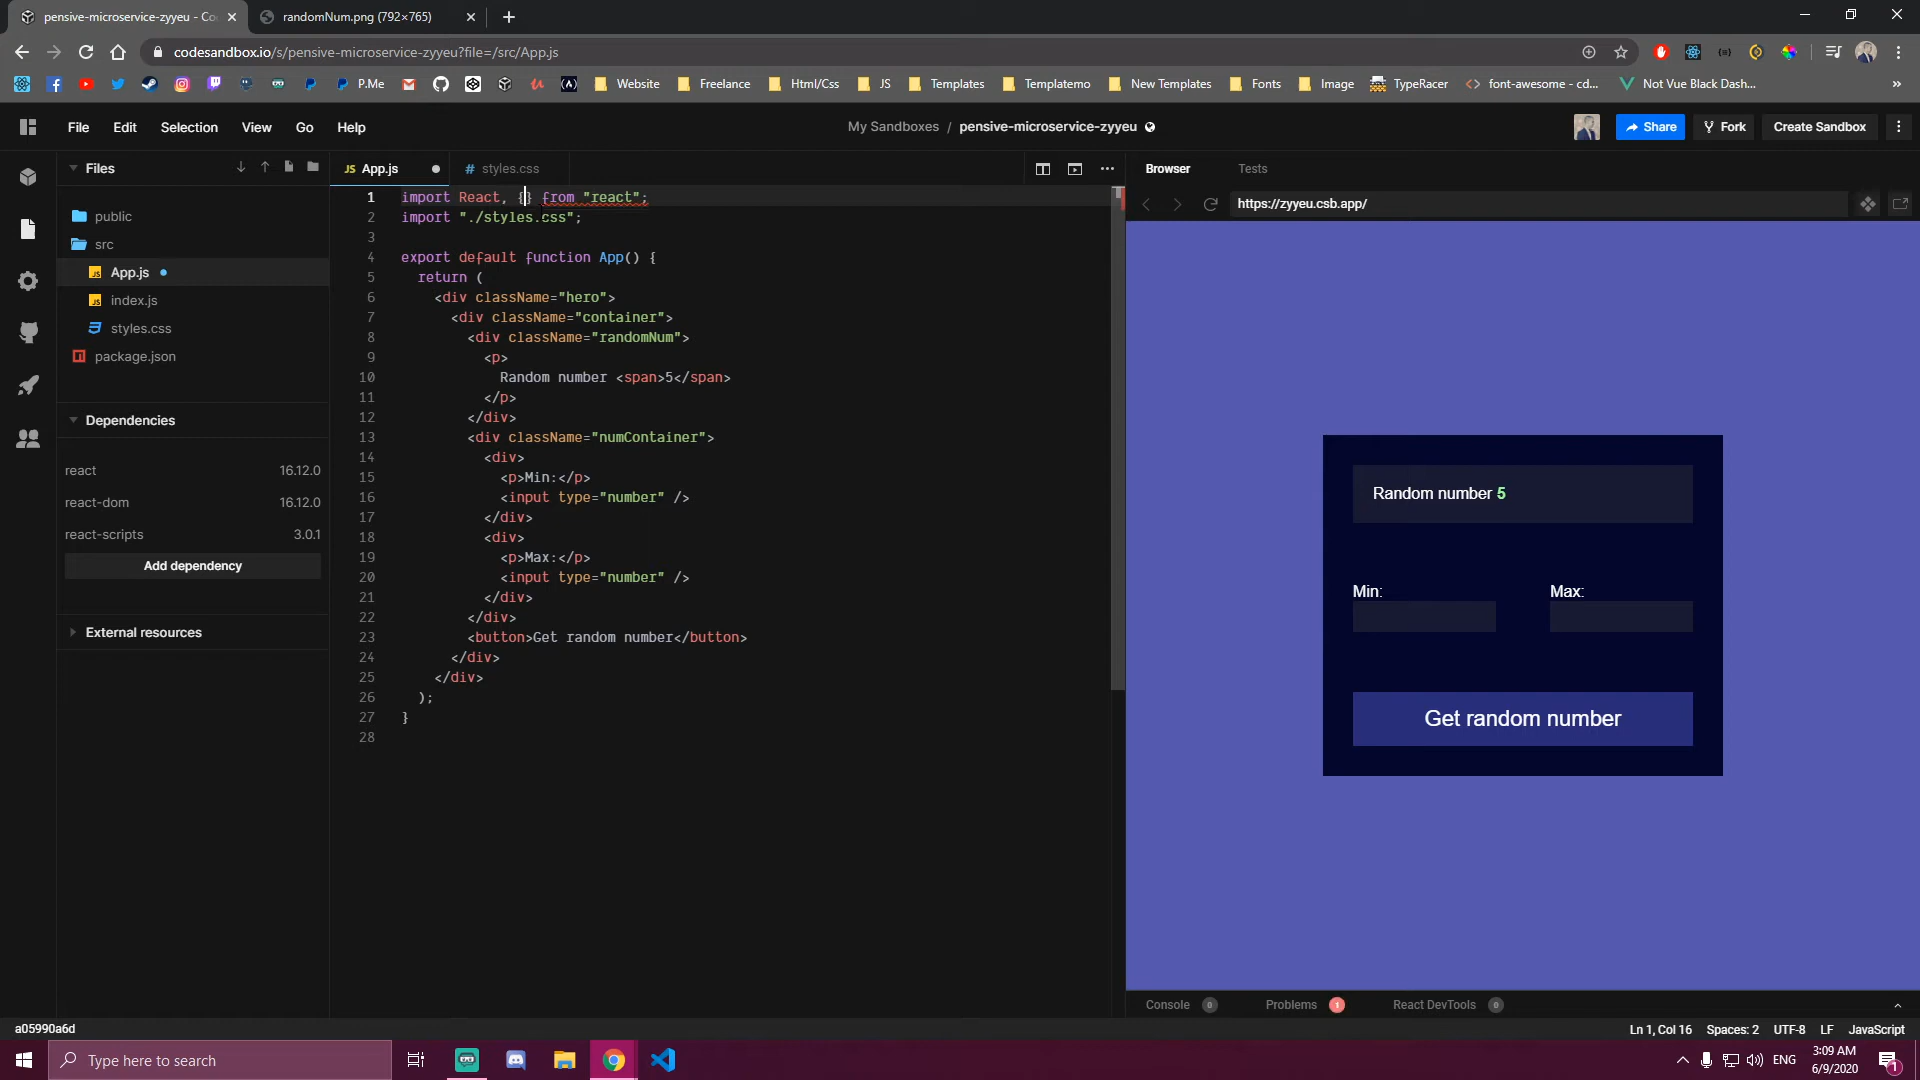 pensive-microservice-zyyeu - Co
randomNum.png (792×765)
codesandbox.io/s/pensive-microservice-zyyeu?file=/src/App.js
P.Me
Website
Freelance
Html/Css
JS
Templates
Templatemo
New Templates
Fonts
Image
TypeRacer
font-awesome - cd...
Not Vue Black Dash...
»
File
Edit
Selection
View
Go
Help
My Sandboxes / pensive-microservice-zyyeu
Share
Fork
Create Sandbox
Files
public
src
App.js
index.js
styles.css
package.json
Dependencies
react 16.12.0
react-dom 16.12.0
react-scripts 3.0.1
Add dependency
External resources
JS App.js
# styles.css
1 import React, {} from "react";
2 import "./styles.css";
3
4 export default function App() {
5 return (
6 <div className="hero">
7 <div className="container">
8 <div className="randomNum">
9 <p>
10 Random number <span>5</span>
11 </p>
12 </div>
13 <div className="numContainer">
14 <div>
15 <p>Min:</p>
16 <input type="number" />
17 </div>
18 <div>
19 <p>Max:</p>
20 <input type="number" />
21 </div>
22 </div>
23 <button>Get random number</button>
24 </div>
25 </div>
26 );
27 }
28
Browser
Tests
https://zyyeu.csb.app/
Random number 5
Min:
Max:
Get random number
Console 0
Problems 1
React DevTools 0
a05990a6d
Ln 1, Col 16
Spaces: 2
UTF-8
LF
JavaScript
Type here to search
ENG
3:09 AM
6/9/2020
1